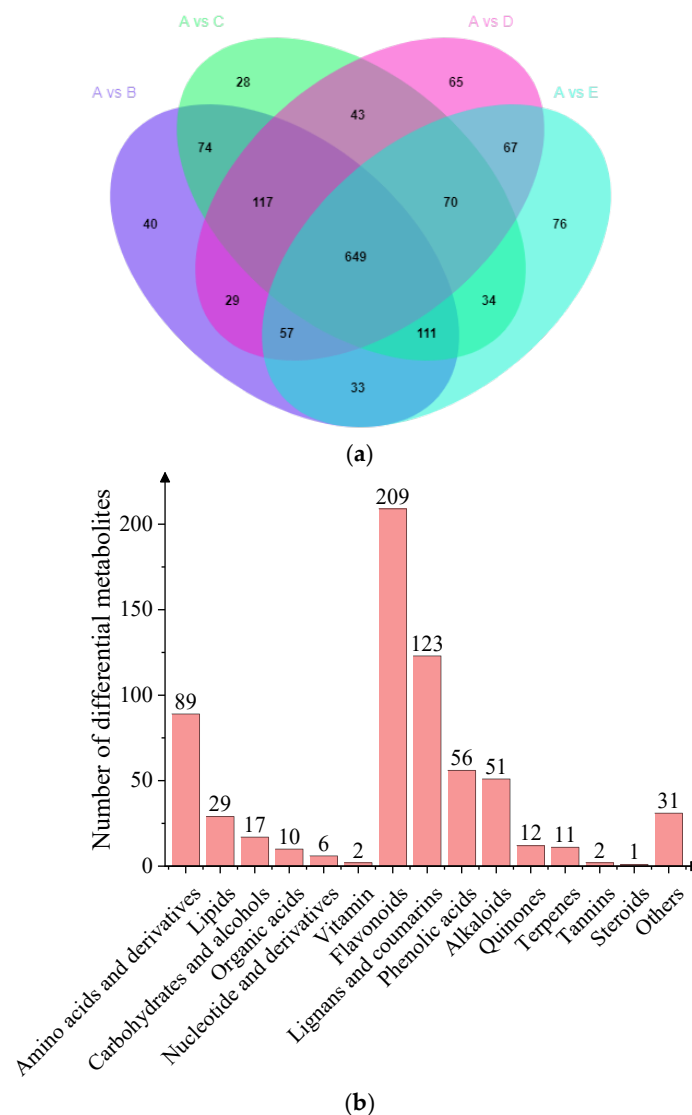 A vs C
A vs D
A vs B
A vs E
28
65
43
74
67
117
70
40
76
649
29
34
57
111
33
(a)
Number of differential metabolites
200
150
100
50
0
89
29
17
10
6
2
209
123
56
51
12
11
2
1
31
Amino acids and derivatives
Lipids
Carbohydrates and alcohols
Organic acids
Nucleotide and derivatives
Vitamin
Flavonoids
Lignans and coumarins
Phenolic acids
Alkaloids
Quinones
Terpenes
Tannins
Steroids
Others
(b)